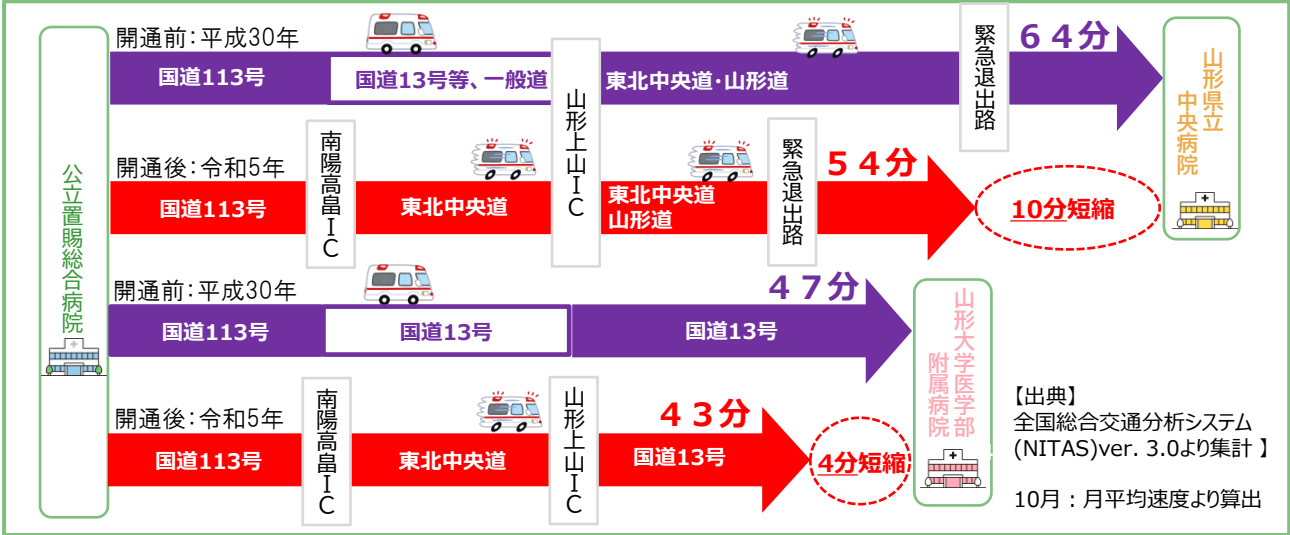 公立置賜総合病院
開通前：平成30年
国道113号
国道13号等、一般道
山形上山IC
東北中央道・山形道
緊急退出路
６４分
山形県立
中央病院
開通後：令和5年
国道113号
南陽高畠IC
東北中央道
東北中央道
山形道
緊急退出路
５４分
10分短縮
開通前：平成30年
国道113号
国道13号
国道13号
４７分
山形大学医学部
附属病院
開通後：令和5年
国道113号
南陽高畠IC
東北中央道
山形上山IC
国道13号
４３分
4分短縮
【出典】
全国総合交通分析システム
(NITAS)ver. 3.0より集計 】
10月：月平均速度より算出